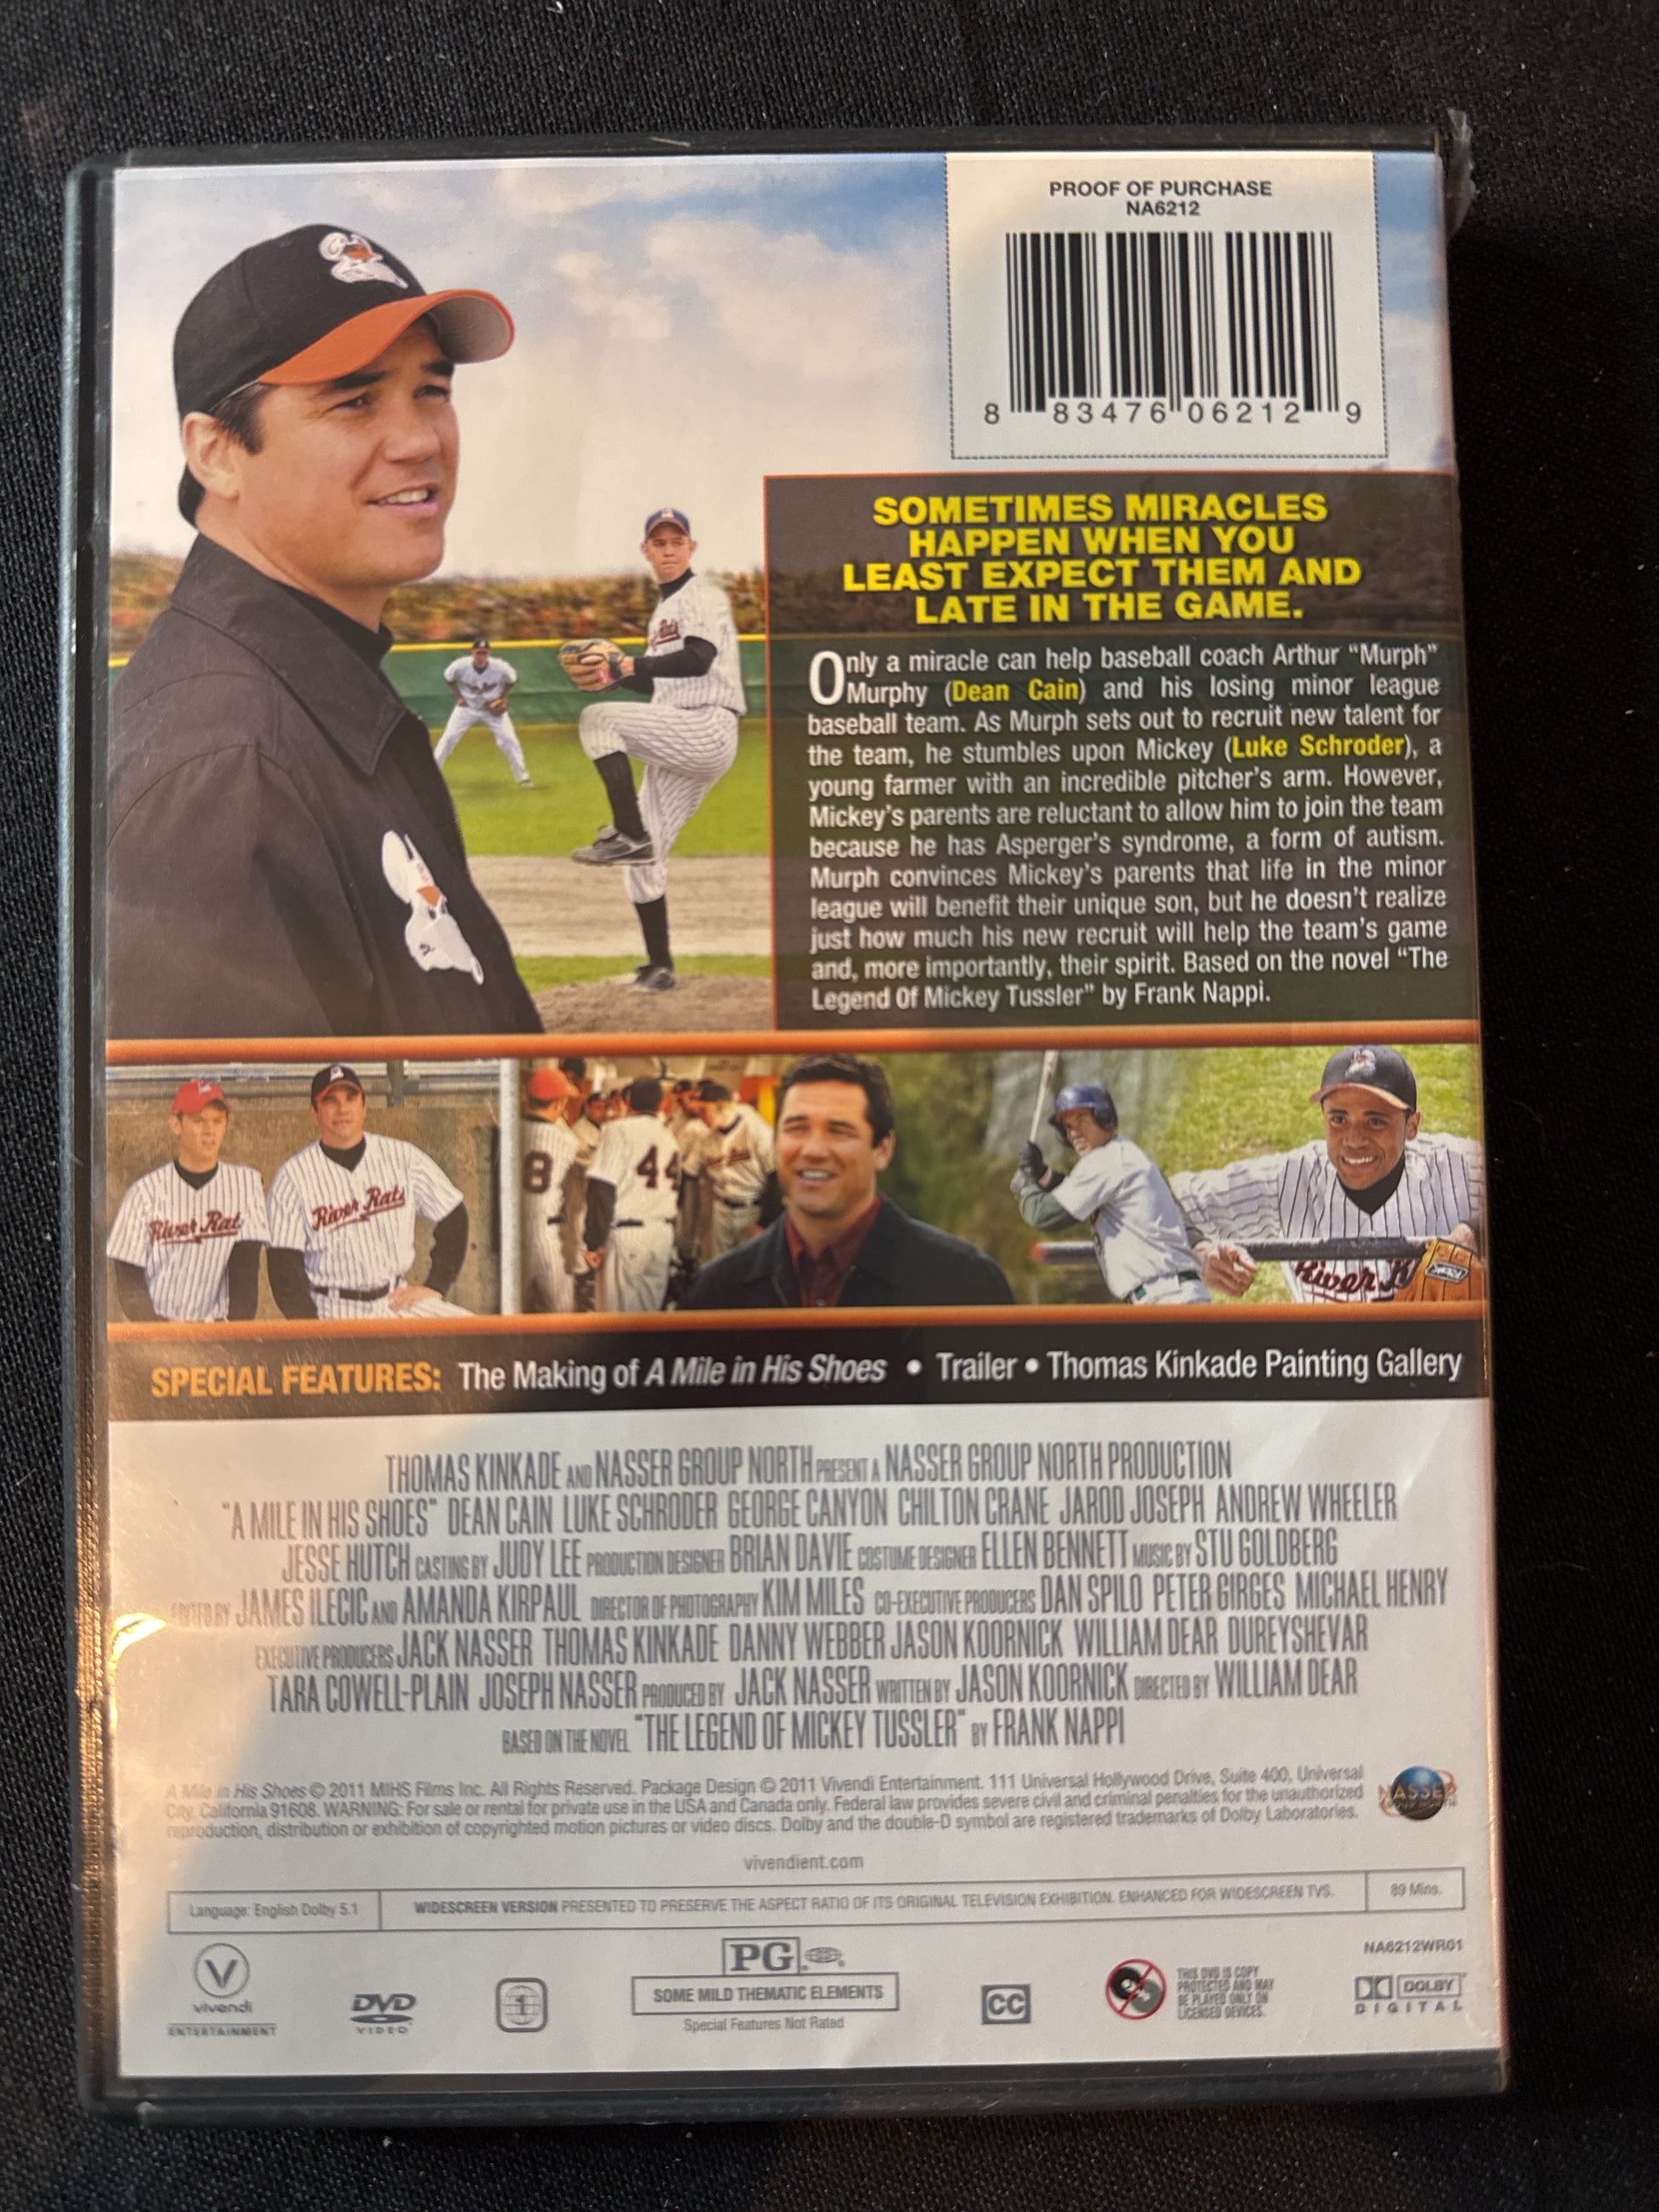 PROOF OF PURCHASE
NA6212
8 83476 06212 9
SOMETIMES MIRACLES
HAPPEN WHEN YOU
LEAST EXPECT THEM AND
LATE IN THE GAME.
Only a miracle can help baseball coach Arthur “Murph”
Murphy (Dean Cain) and his losing minor league
baseball team. As Murph sets out to recruit new talent for
the team, he stumbles upon Mickey (Luke Schroder), a
young farmer with an incredible pitcher’s arm. However,
Mickey’s parents are reluctant to allow him to join the team
because he has Asperger’s syndrome, a form of autism.
Murph convinces Mickey’s parents that life in the minor
league will benefit their unique son, but he doesn’t realize
just how much his new recruit will help the team’s game
and, more importantly, their spirit. Based on the novel “The
Legend Of Mickey Tussler” by Frank Nappi.
River Rat
River Rats
8
44
River R
SPECIAL FEATURES: The Making of A Mile in His Shoes • Trailer • Thomas Kinkade Painting Gallery
THOMAS KINKADE AND NASSER GROUP NORTH PRESENT A NASSER GROUP NORTH PRODUCTION
"A MILE IN HIS SHOES" DEAN CAIN LUKE SCHRODER GEORGE CANYON CHILTON CRANE JAROD JOSEPH ANDREW WHEELER
JESSE HUTCH CASTING BY JUDY LEE PRODUCTION DESIGNER BRIAN DAVIE COSTUME DESIGNER ELLEN BENNETT MUSIC BY STU GOLDBERG
EDITED BY JAMES ILECIC AND AMANDA KIRPAUL DIRECTOR OF PHOTOGRAPHY KIM MILES CO-EXECUTIVE PRODUCERS DAN SPILO PETER GIRGES MICHAEL HENRY
EXECUTIVE PRODUCERS JACK NASSER THOMAS KINKADE DANNY WEBBER JASON KOORNICK WILLIAM DEAR DUREYSHEVAR
TARA COWELL-PLAIN JOSEPH NASSER PRODUCED BY JACK NASSER WRITTEN BY JASON KOORNICK DIRECTED BY WILLIAM DEAR
BASED ON THE NOVEL "THE LEGEND OF MICKEY TUSSLER" BY FRANK NAPPI
A Mile in His Shoes © 2011 MIHS Films Inc. All Rights Reserved. Package Design © 2011 Vivendi Entertainment. 111 Universal Hollywood Drive, Suite 400, Universal
City, California 91608. WARNING: For sale or rental for private use in the USA and Canada only. Federal law provides severe civil and criminal penalties for the unauthorized
reproduction, distribution or exhibition of copyrighted motion pictures or video discs. Dolby and the double-D symbol are registered trademarks of Dolby Laboratories.
NASSER
vivendient.com
Language: English Dolby 5.1
WIDESCREEN VERSION PRESENTED TO PRESERVE THE ASPECT RATIO OF ITS ORIGINAL TELEVISION EXHIBITION. ENHANCED FOR WIDESCREEN TVS.
89 Mins.
NA6212WR01
V
vivendi
ENTERTAINMENT
DVD
VIDEO
1
PG
SOME MILD THEMATIC ELEMENTS
Special Features Not Rated
CC
THIS DVD IS COPY
PROTECTED AND MAY
BE PLAYED ONLY ON
LICENSED DEVICES.
DOLBY
DIGITAL